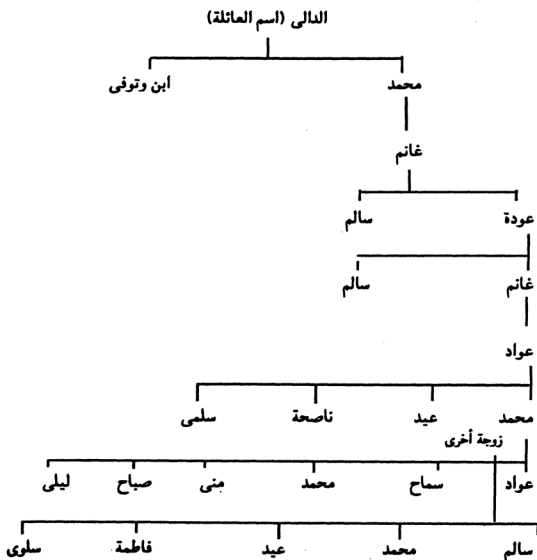 الدالى (اسم العائلة)
محمد ابن وتوفى
غانم
عودة سالم
غانم سالم
عواد
محمد عيد ناصحة سلمى
زوجة أخرى
عواد سماح محمد منى صباح ليلى
سالم محمد عيد فاطمة سلوى